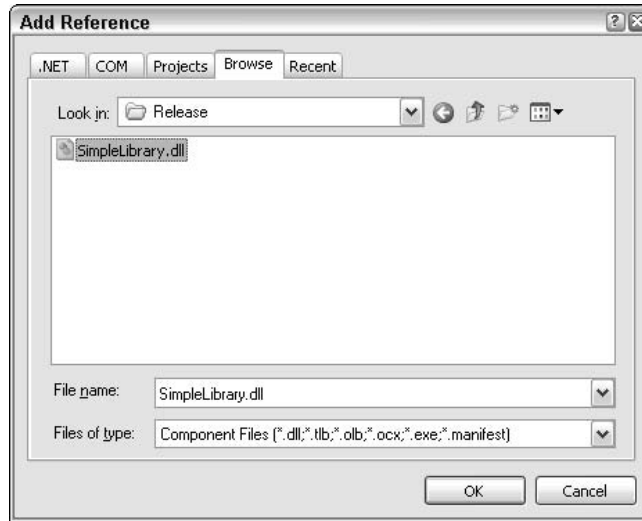 Add Reference
.NET COM Projects Browse Recent
Look in: Release
SimpleLibrary.dll
File name: SimpleLibrary.dll
Files of type: Component Files (*.dll;*.tlb;*.olb;*.ocx;*.exe;*.manifest)
OK Cancel